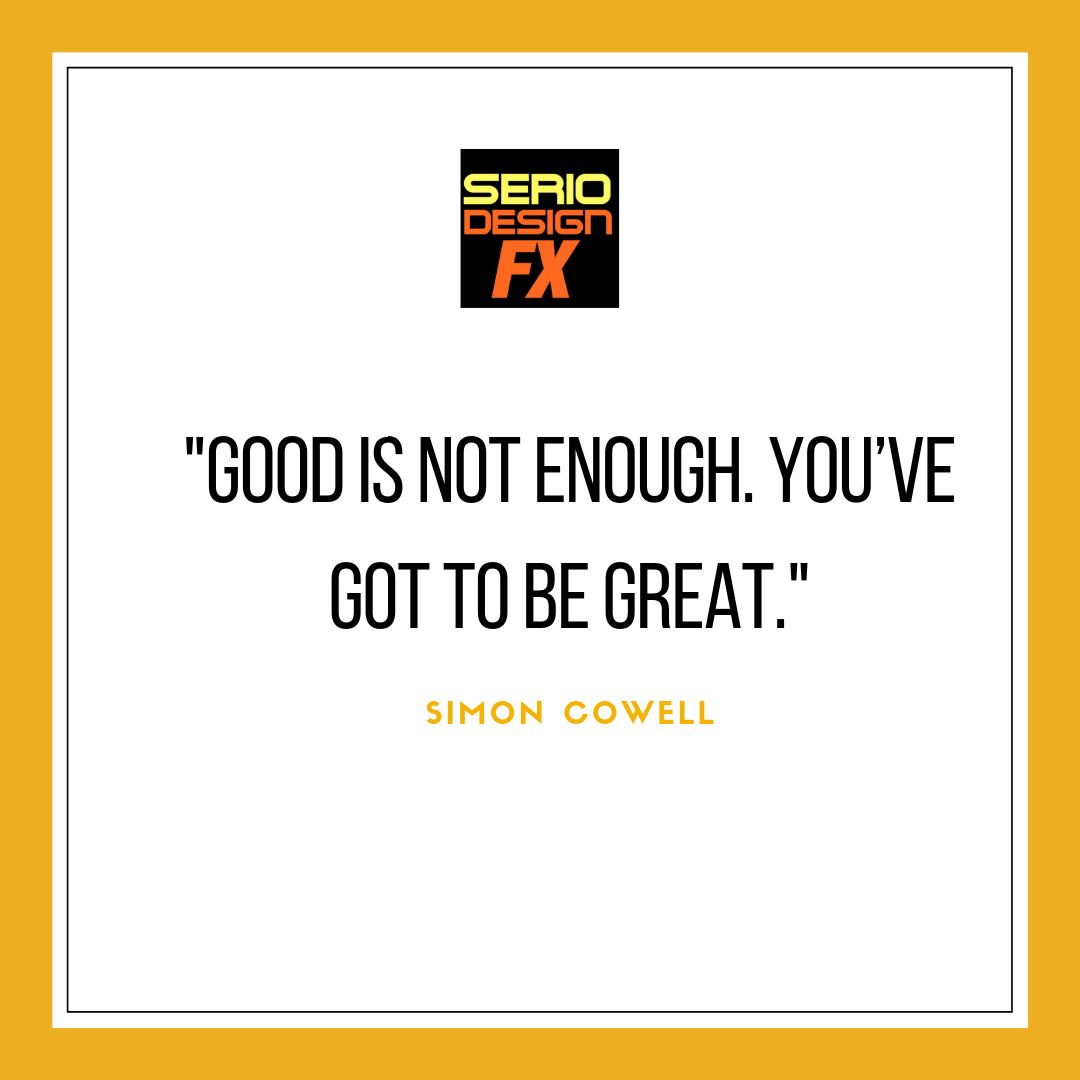 SERIO
DESIGN
FX
"GOOD IS NOT ENOUGH. YOU’VE
GOT TO BE GREAT."
SIMON COWELL